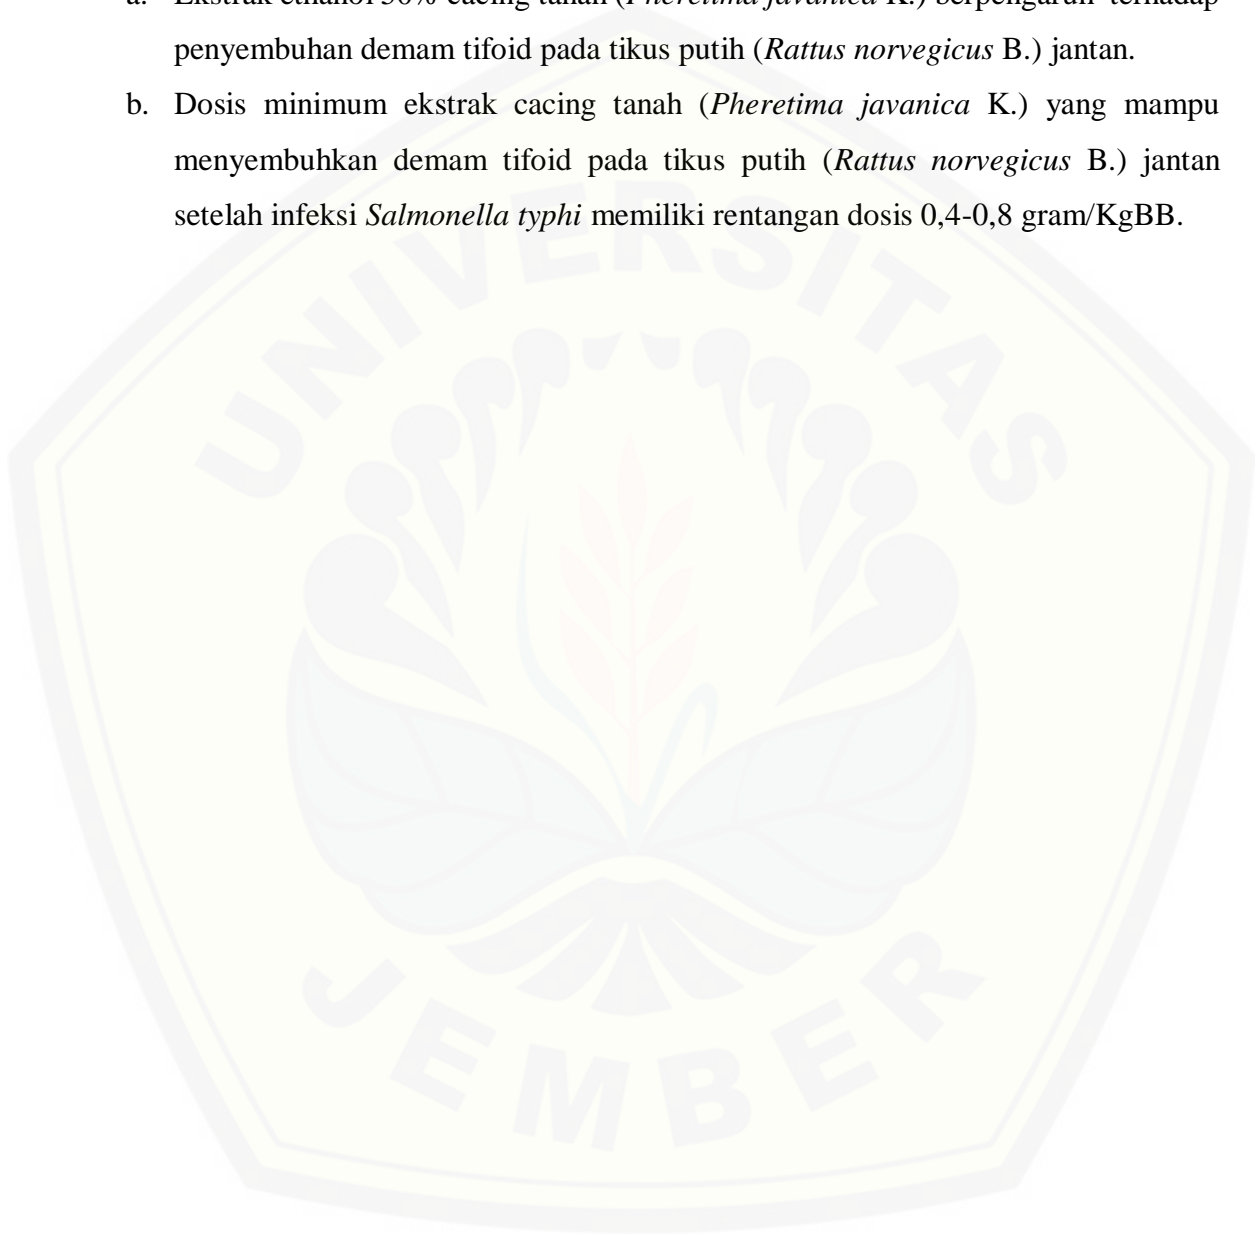 a. Ekstrak ethanol 50% cacing tanah (Pheretima javanica K.) berpengaruh terhadap
penyembuhan demam tifoid pada tikus putih (Rattus norvegicus B.) jantan.
b. Dosis minimum ekstrak cacing tanah (Pheretima javanica K.) yang mampu
menyembuhkan demam tifoid pada tikus putih (Rattus norvegicus B.) jantan
setelah infeksi Salmonella typhi memiliki rentangan dosis 0,4-0,8 gram/KgBB.
UNIVERSITAS
JEMBER